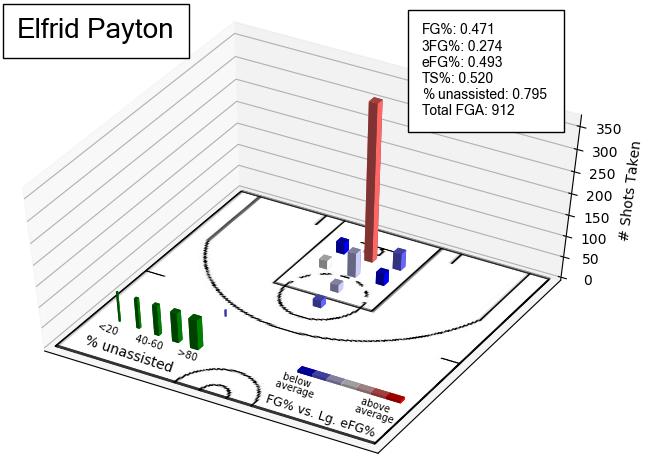 Elfrid Payton
FG%: 0.471
3FG%: 0.274
eFG%: 0.493
TS%: 0.520
% unassisted: 0.795
Total FGA: 912
350
300
250
200
150
100
50
0
# Shots Taken
<20
40-60
>80
% unassisted
below
average
above
average
FG% vs. Lg. eFG%